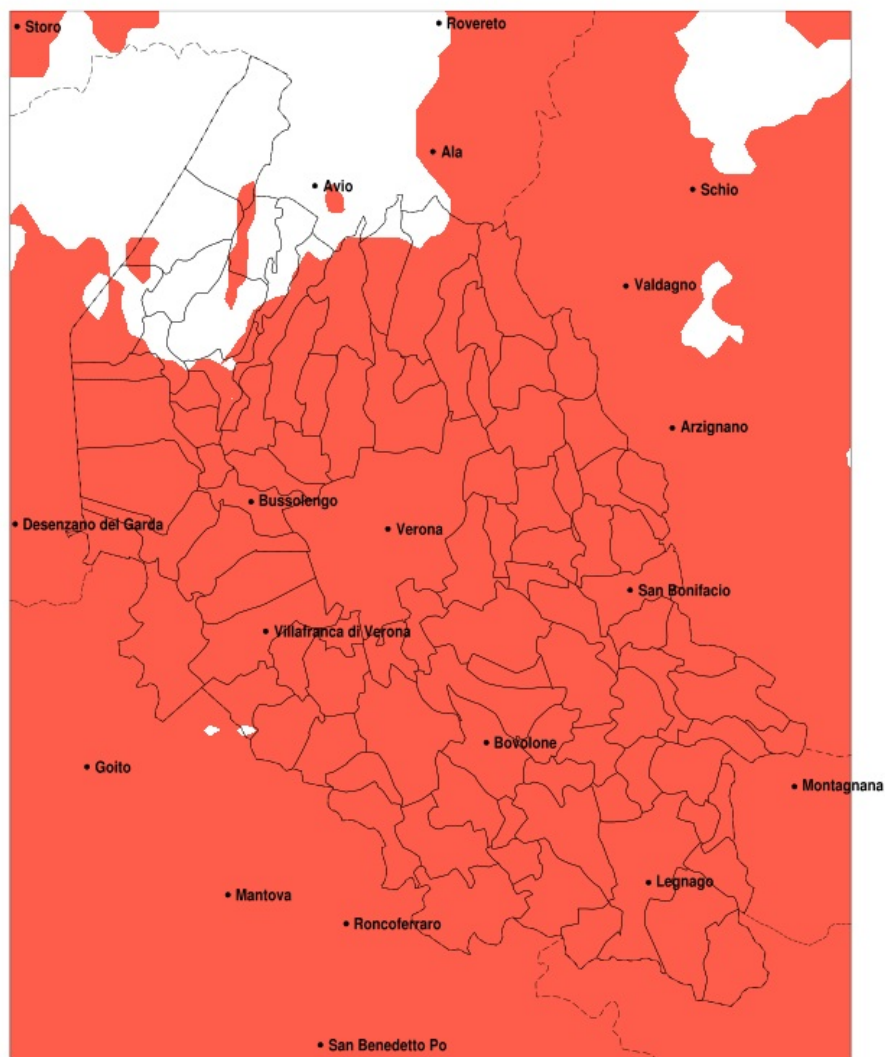 Storo
Rovereto
Ala
Avio
Schio
Valdagno
Arzignano
Bussolengo
Desenzano del Garda
Verona
San Bonifacio
Villafranca di Verona
Bovolone
Goito
Montagnana
Legnago
Mantova
Roncoferraro
San Benedetto Po